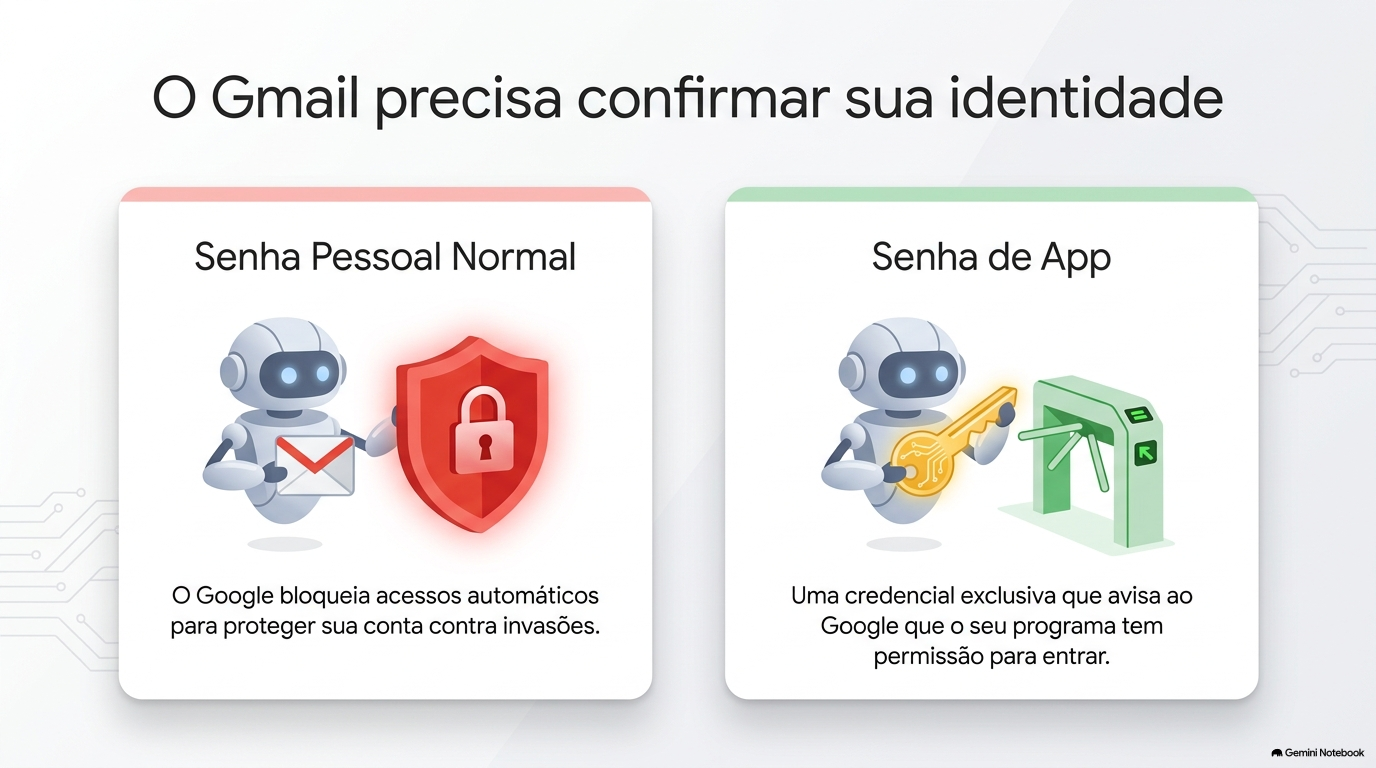 O Gmail precisa confirmar sua identidade
Senha Pessoal Normal
O Google bloqueia acessos automáticos
para proteger sua conta contra invasões.
Senha de App
Uma credencial exclusiva que avisa ao
Google que o seu programa tem
permissão para entrar.
Gemini Notebook